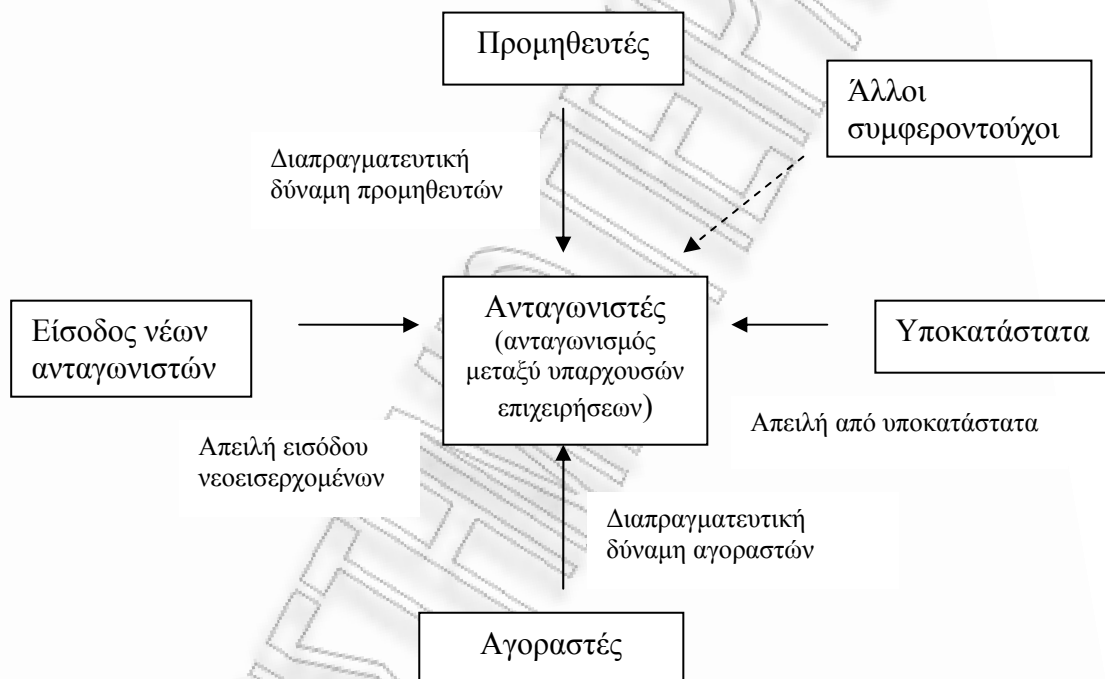 Προμηθευτές
Άλλοι
συμφεροντούχοι
Διαπραγματευτική
δύναμη προμηθευτών
Είσοδος νέων
ανταγωνιστών
Ανταγωνιστές
(ανταγωνισμός
μεταξύ υπαρχουσών
επιχειρήσεων)
Υποκατάστατα
Απειλή από υποκατάστατα
Απειλή εισόδου
νεοεισερχομένων
Διαπραγματευτική
δύναμη αγοραστών
Αγοραστές